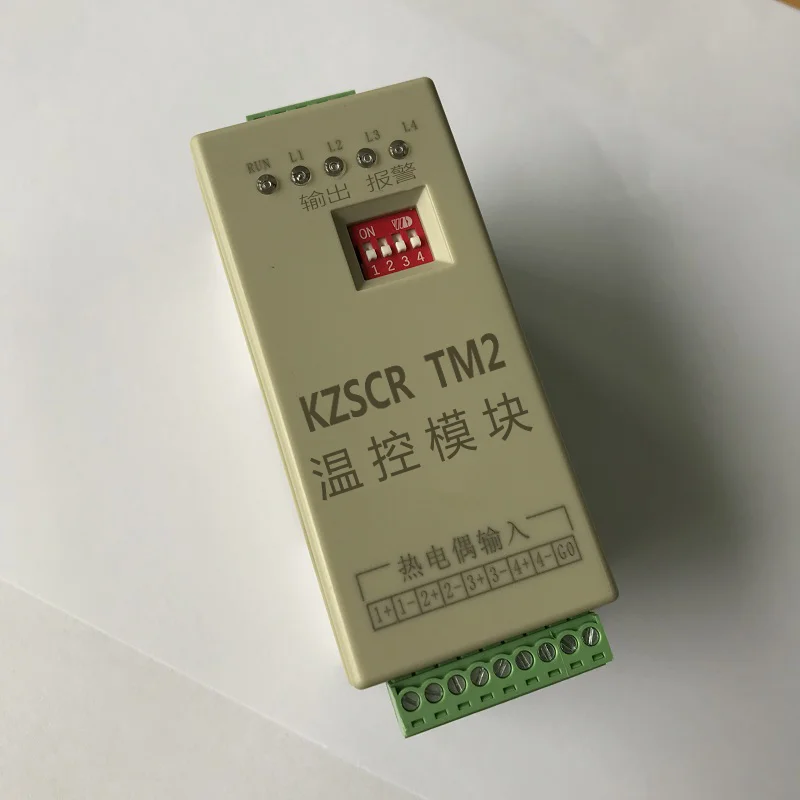 RUN L1 L2 L3 L4
输出 报警
ON
1 2 3 4
KZSCR TM2
温控模块
热电偶输入
1+ 1- 2+ 2- 3+ 3- 4+ 4- G0